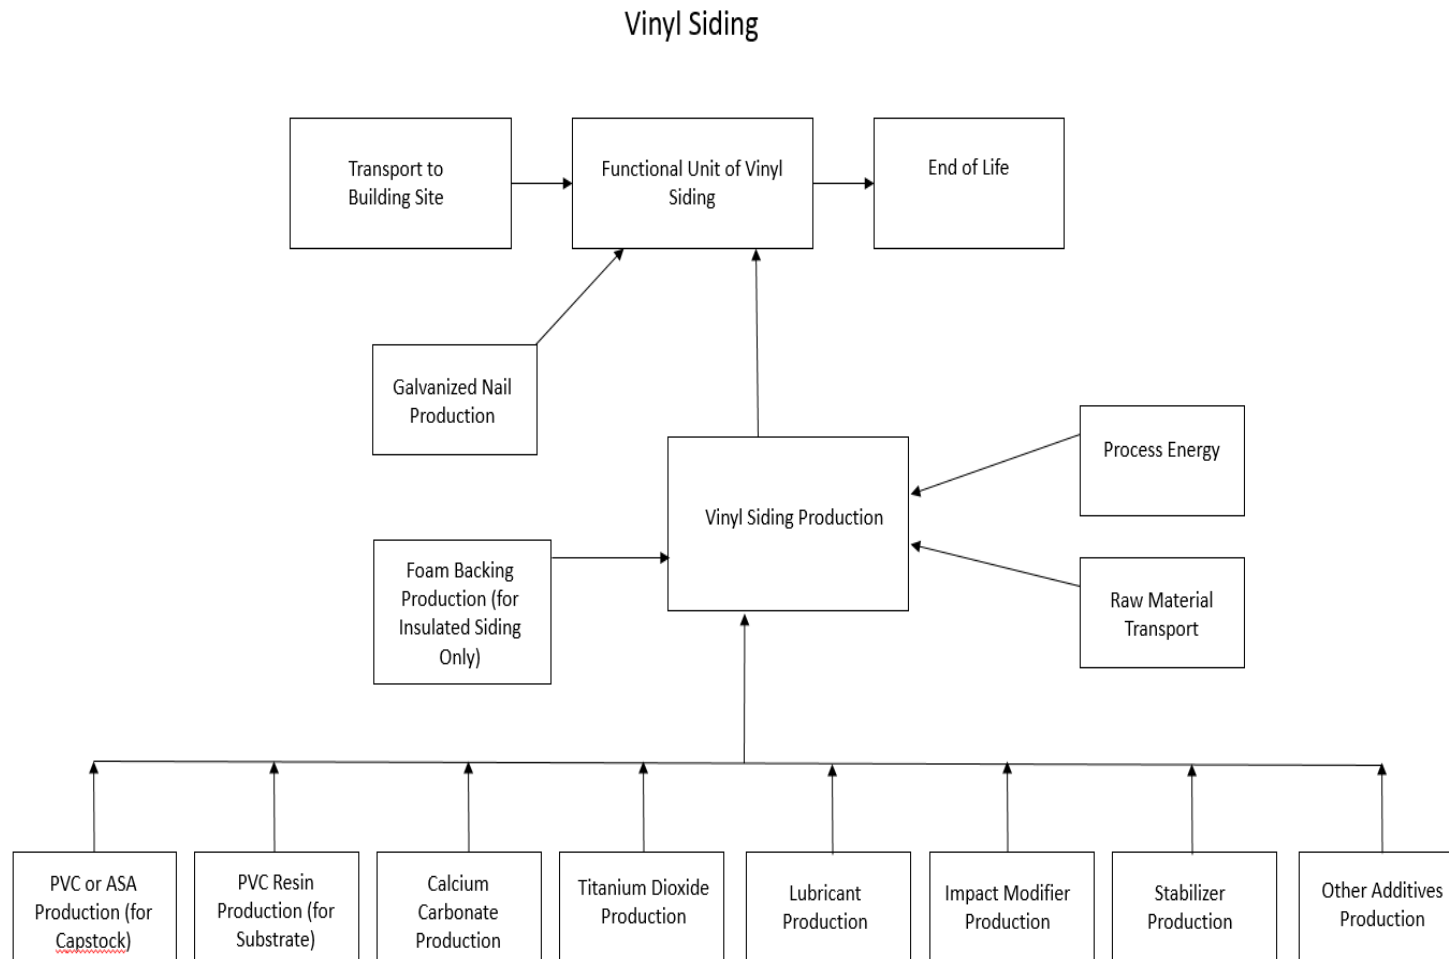 Vinyl Siding
Transport to
Building Site
Functional Unit of Vinyl
Siding
End of Life
Galvanized Nail
Production
Process Energy
Vinyl Siding Production
Foam Backing
Production (for
Insulated Siding
Only)
Raw Material
Transport
PVC or ASA
Production (for
Capstock)
PVC Resin
Production (for
Substrate)
Calcium
Carbonate
Production
Titanium Dioxide
Production
Lubricant
Production
Impact Modifier
Production
Stabilizer
Production
Other Additives
Production